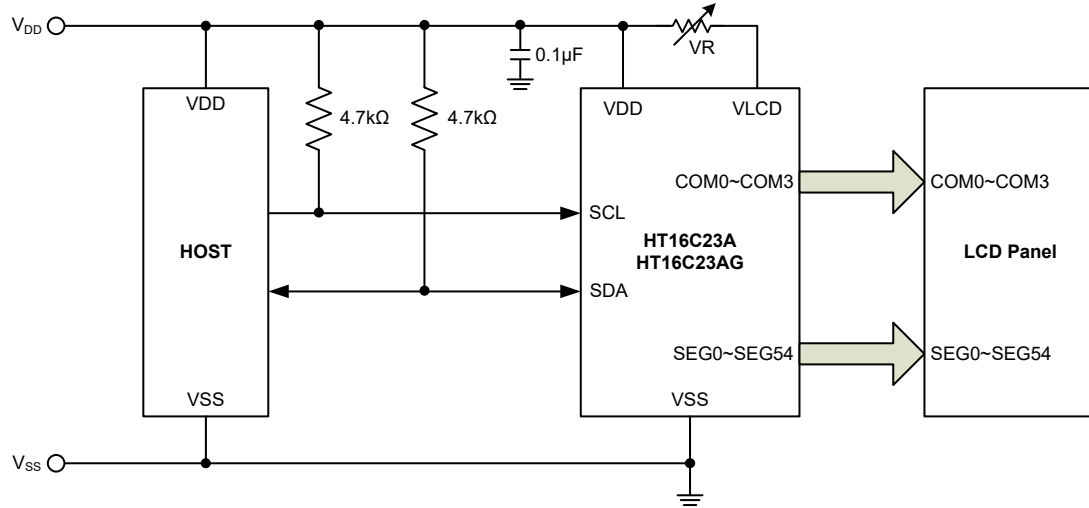 VDD
VR
0.1µF
VDD
4.7kΩ
4.7kΩ
VDD
VLCD
COM0~COM3
COM0~COM3
SCL
HOST
HT16C23A
HT16C23AG
LCD Panel
SDA
SEG0~SEG54
SEG0~SEG54
VSS
VSS
VSS